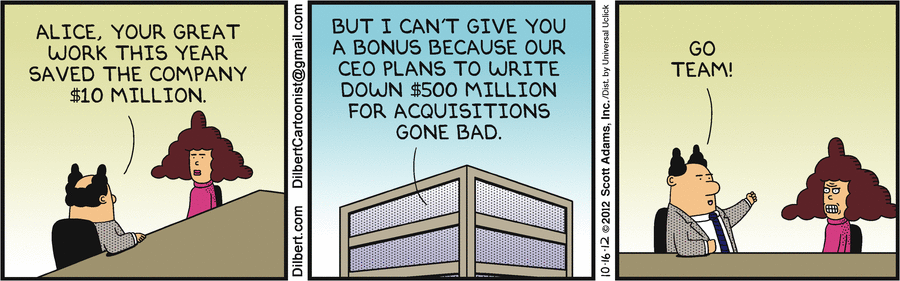 ALICE, YOUR GREAT
WORK THIS YEAR
SAVED THE COMPANY
$10 MILLION.
Dilbert.com DilbertCartoonist@gmail.com
BUT I CAN'T GIVE YOU
A BONUS BECAUSE OUR
CEO PLANS TO WRITE
DOWN $500 MILLION
FOR ACQUISITIONS
GONE BAD.
10-16-12 ©2012 Scott Adams, Inc./Dist. by Universal Uclick
GO
TEAM!